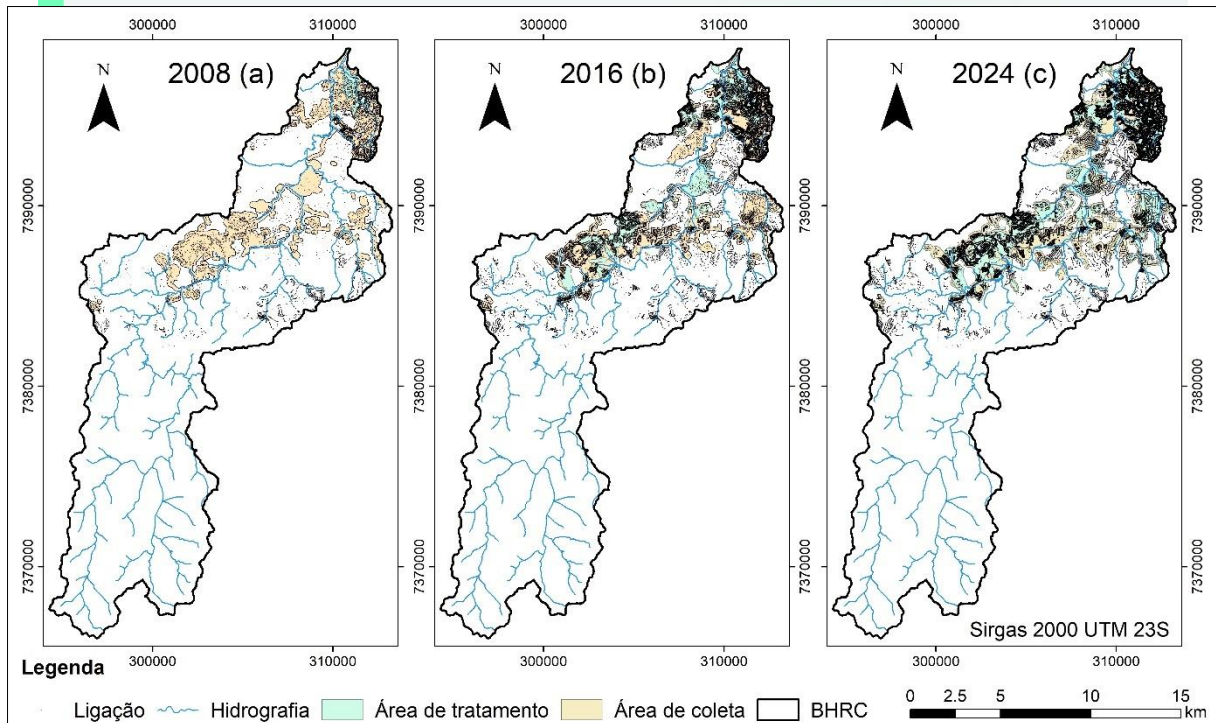 300000 310000 300000 310000 300000 310000
N 2008 (a) N 2016 (b) N 2024 (c)
7390000 7390000 7390000 7390000
7380000 7380000 7380000 7380000
7370000 7370000 7370000 7370000
Sirgas 2000 UTM 23S
300000 310000 300000 310000 300000 310000
Legenda
Ligação Hidrografia Área de tratamento Área de coleta BHRC
0 2.5 5 10 15
km